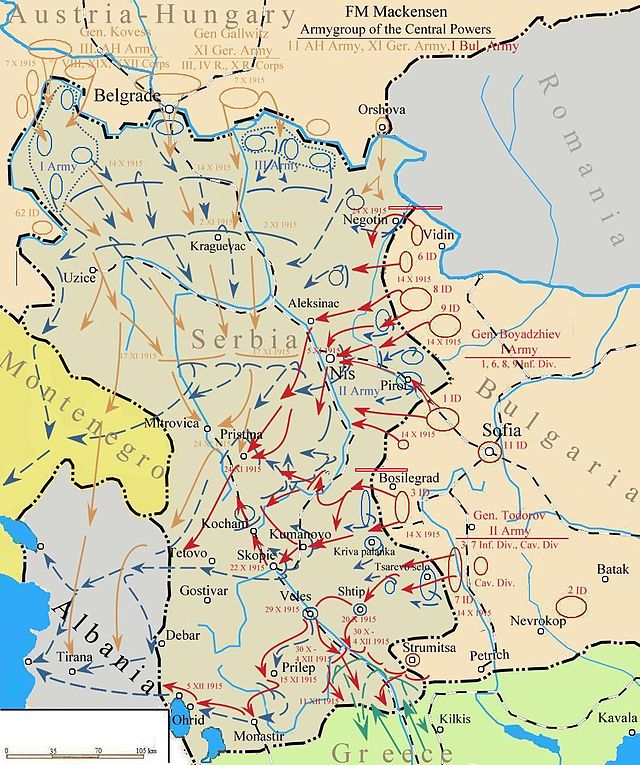 Austria-Hungary
FM Mackensen
Armygroup of the Central Powers
III AH Army, XI Ger. Army, I Bul. Army
Gen. Kovess
III AH Army
VIII, XIX, XXII Corps
Gen Gallwitz
XI Ger. Army
III, IV R., X R. Corps
7 X 1915
7 X 1915
Belgrade
Orshova
Romania
I Army
14 X 1915
14 X 1915
III Army
62 ID
2 XI 1915
2 XI 1915
24 X 1915
Negotin
Vidin
Kraguevac
6 ID
14 X 1915
Uzice
8 ID
Aleksinac
9 ID
14 X 1915
Serbia
Gen. Boyadzhiev
I Army
1, 6, 8, 9 Inf. Div.
17 XI 1915
17 XI 1915
5 XI 1915
Nis
II Army
Pirot
Montenegro
Bulgaria
1 ID
Mitrovica
Pristina
24 XI 1915
14 X 1915
Sofia
11 ID
Bosilegrad
3 ID
14 X 1915
Gen. Todorov
II Army
3, 7 Inf. Div., Cav Div
Kocham
Kumanovo
Kriva palanka
Tetovo
Skopie
22 X 1915
Tsarevo selo
Cav. Div.
Batak
Gostivar
Veles
29 X 1915
Shtip
20 X 1915
7 ID
14 X 1915
2 ID
Nevrokop
Albania
Debar
Tirana
30 X -
4 XII 1915
30 X -
4 XII 1915
Strumitsa
Petrich
Prilep
15 XI 1915
5 XII 1915
11 XII 1915
Ohrid
Monastir
Kilkis
Kavala
Greece
0 35 70 105 km